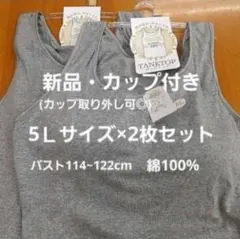 TANKTOP
新品・カップ付き
(カップ取り外し可◎)
5Lサイズ×2枚セット
バスト114~122cm 綿100%